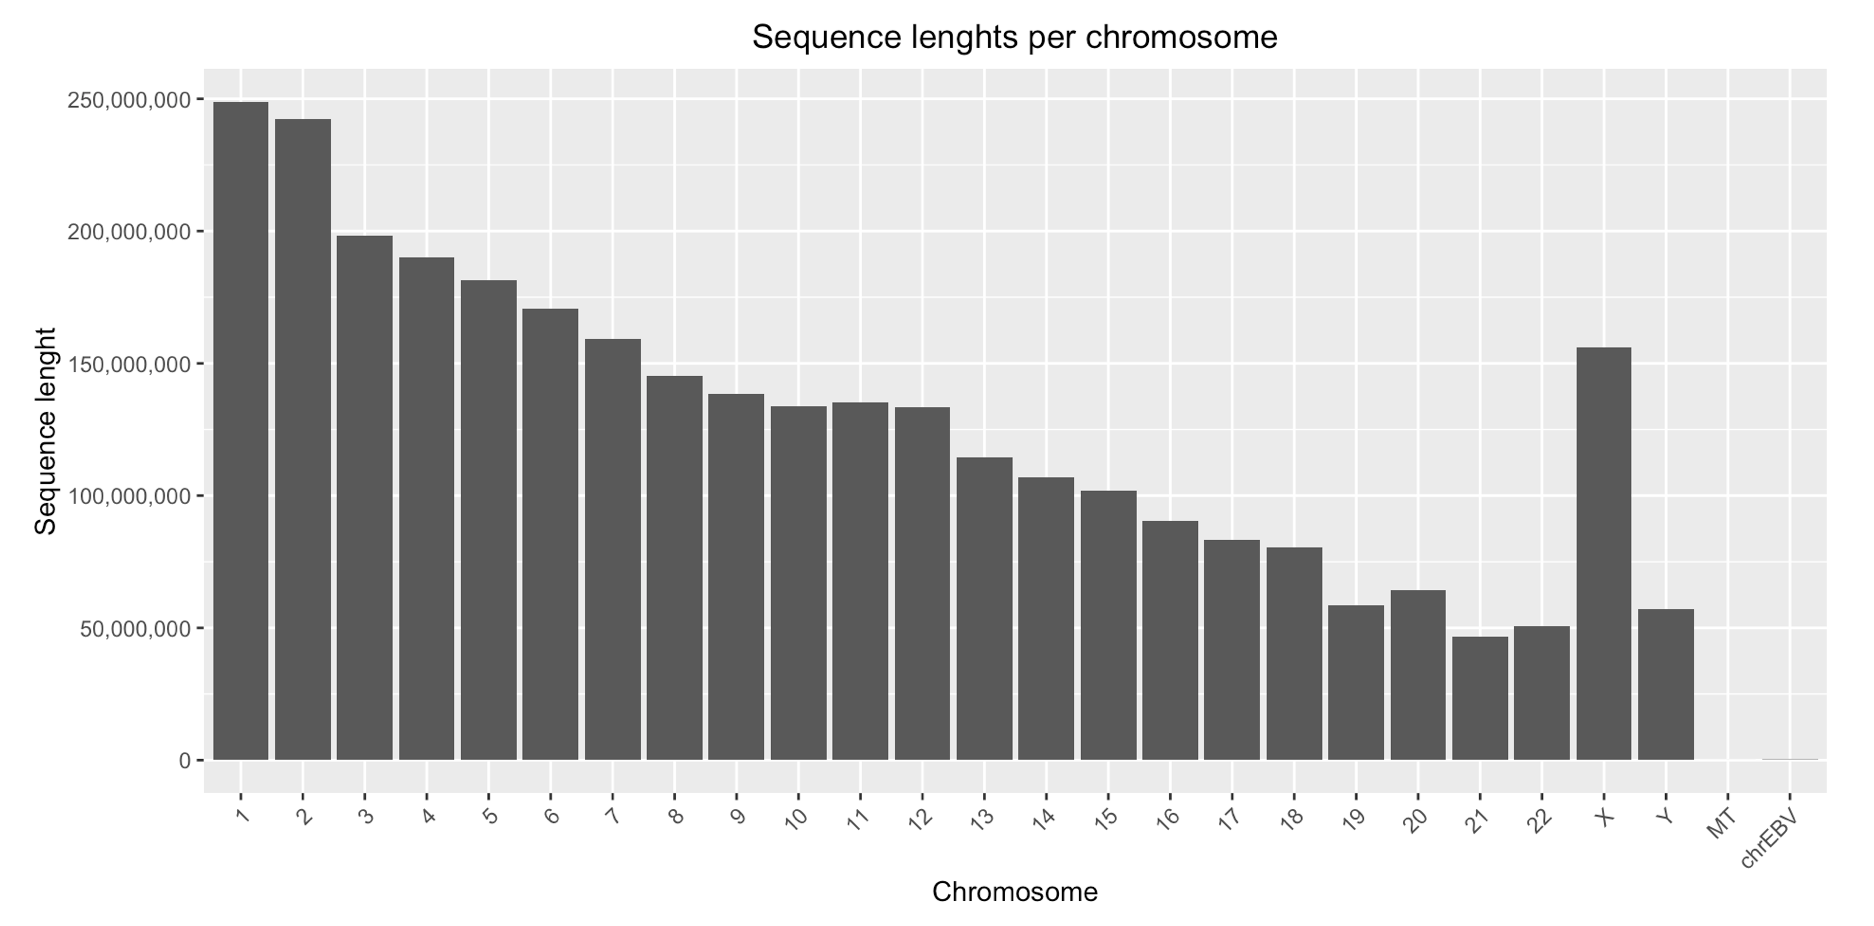 Sequence lenghts per chromosome
250,000,000
200,000,000
150,000,000
100,000,000
50,000,000
0
Sequence lenght
1 2 3 4 5 6 7 8 9 10 11 12 13 14 15 16 17 18 19 20 21 22 X Y MT chrEBV
Chromosome